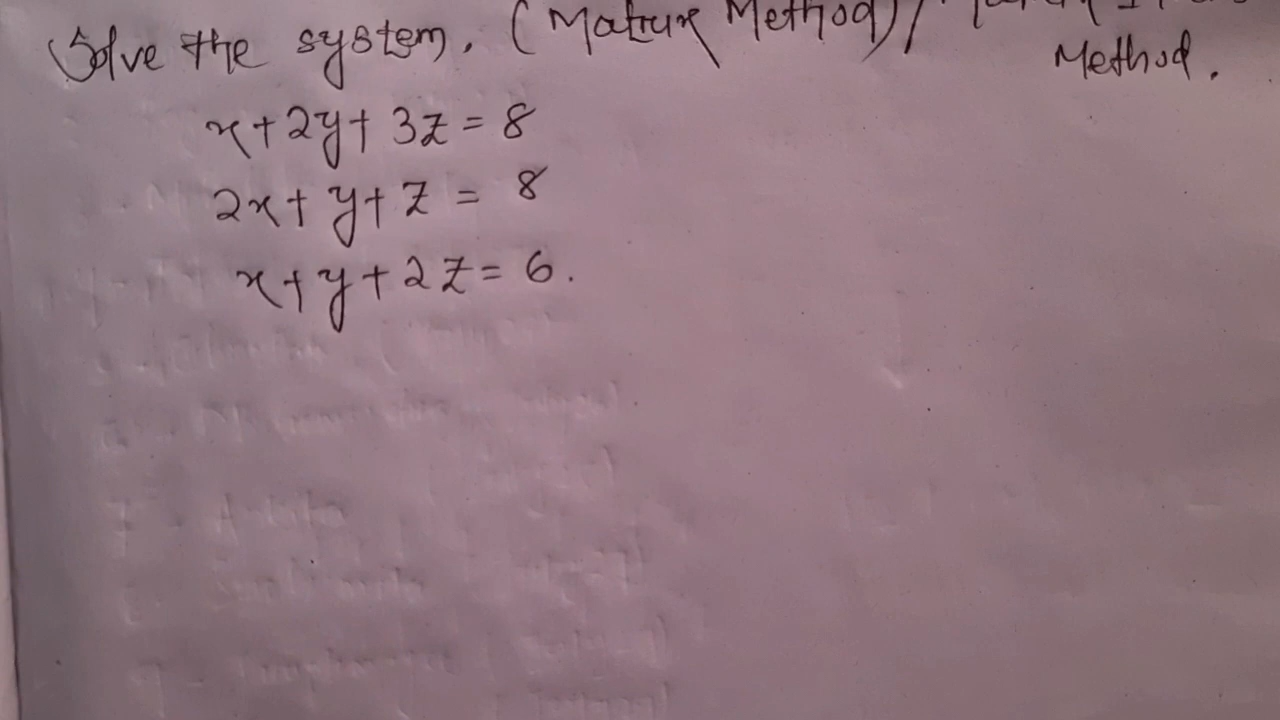 Solve the system. (Matrix Method) /
Method.
x + 2y + 3z = 8
2x + y + z = 8
x + y + 2z = 6.